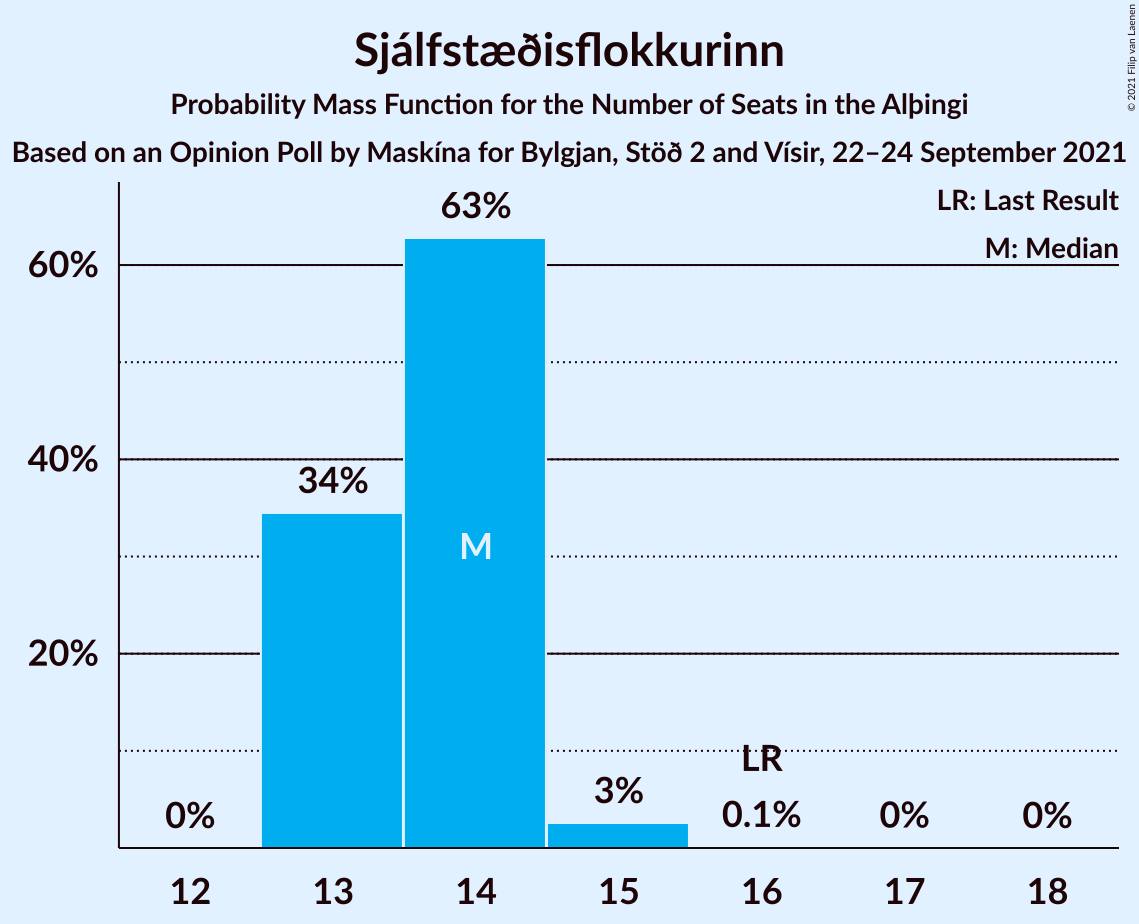 Sjálfstæðisflokkurinn
Probability Mass Function for the Number of Seats in the Alþingi
Based on an Opinion Poll by Maskína for Bylgjan, Stöð 2 and Vísir, 22–24 September 2021
© 2021 Filip van Laenen
LR: Last Result
M: Median
60%
40%
20%
0%
34%
63%
M
3%
LR
0.1%
0%
0%
12
13
14
15
16
17
18